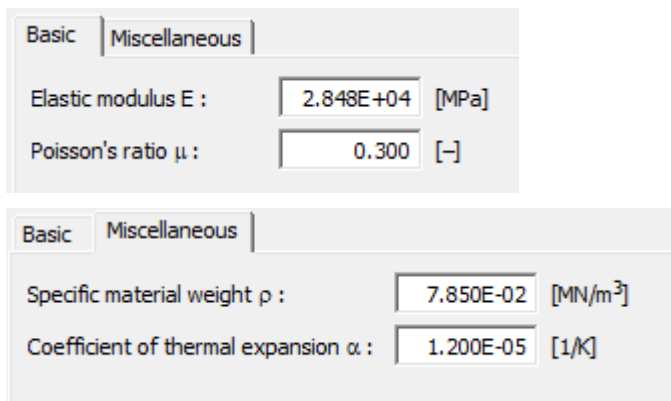 Basic Miscellaneous
Elastic modulus E : 2.848E+04 [MPa]
Poisson's ratio μ : 0.300 [–]
Basic Miscellaneous
Specific material weight ρ : 7.850E-02 [MN/m³]
Coefficient of thermal expansion α : 1.200E-05 [1/K]